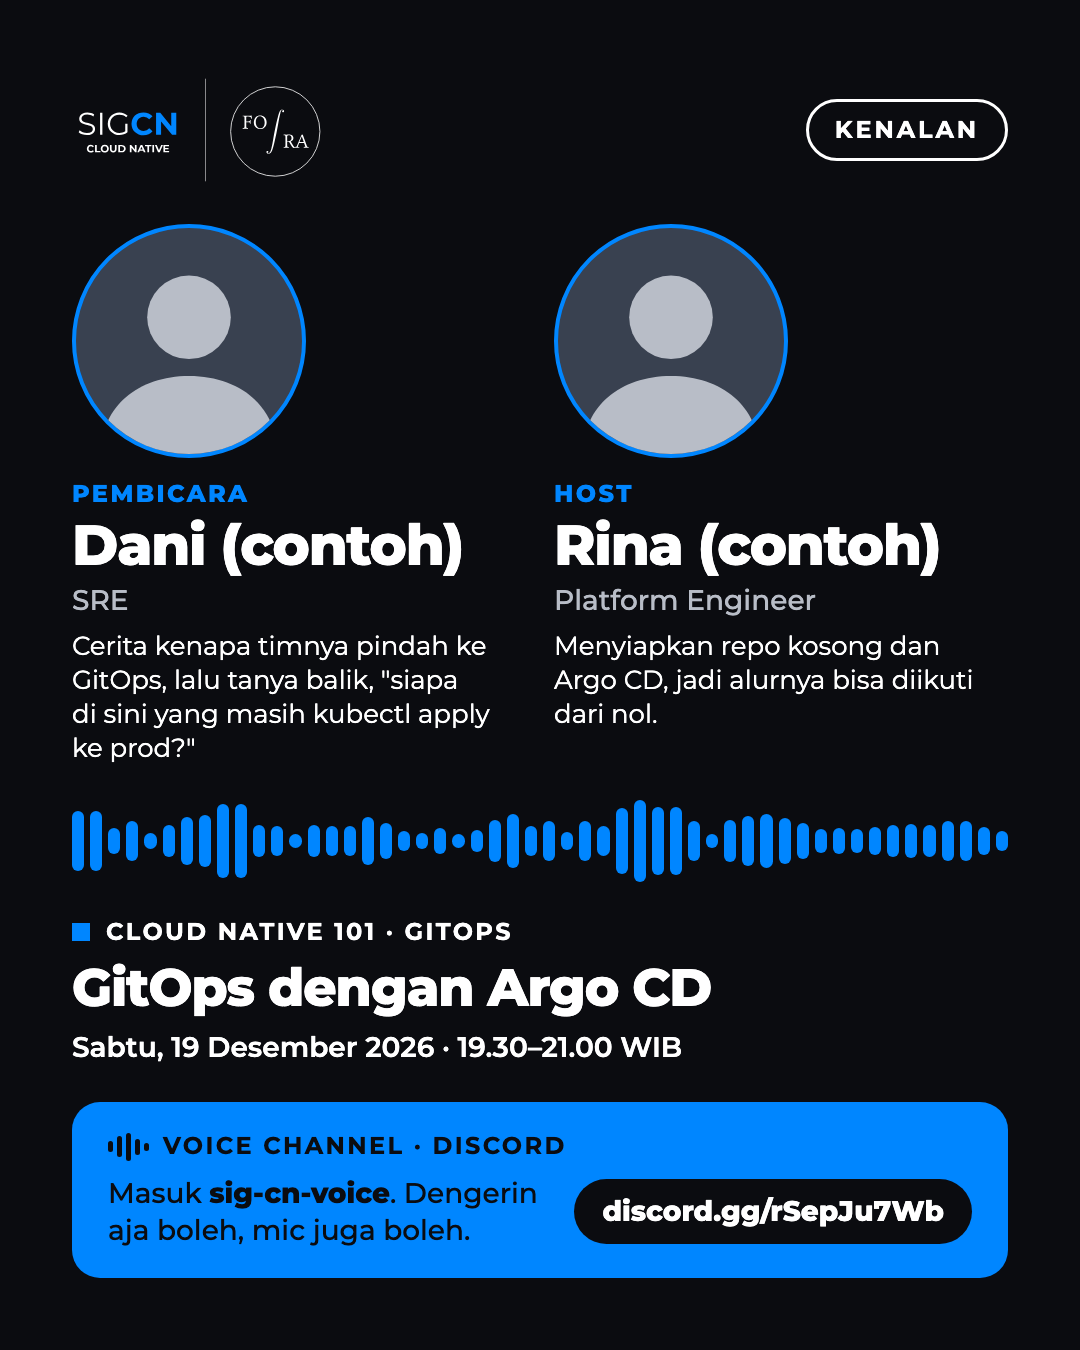 SIGCN
CLOUD NATIVE
FO
RA
KENALAN
PEMBICARA
Dani (contoh)
SRE
Cerita kenapa timnya pindah ke
GitOps, lalu tanya balik, "siapa
di sini yang masih kubectl apply
ke prod?"
HOST
Rina (contoh)
Platform Engineer
Menyiapkan repo kosong dan
Argo CD, jadi alurnya bisa diikuti
dari nol.
CLOUD NATIVE 101 · GITOPS
GitOps dengan Argo CD
Sabtu, 19 Desember 2026 · 19.30–21.00 WIB
VOICE CHANNEL · DISCORD
Masuk sig-cn-voice. Dengerin
aja boleh, mic juga boleh.
discord.gg/rSepJu7Wb